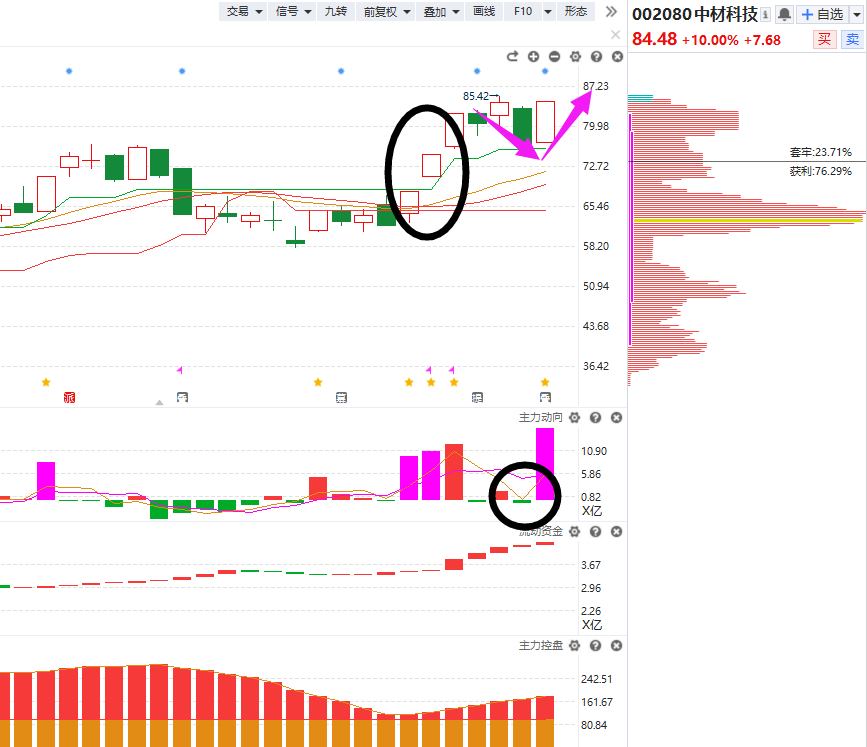 交易 信号 九转 前复权 叠加 画线 F10 形态
002080 中材科技 自选
84.48 +10.00% +7.68 买 卖
87.23
85.42
79.98
套牢:23.71%
72.72
获利:76.29%
65.46
58.20
50.94
43.68
36.42
派
主力动向
10.90
5.86
0.82
X亿
流动资金
3.67
2.96
2.26
X亿
主力控盘
242.51
161.67
80.84